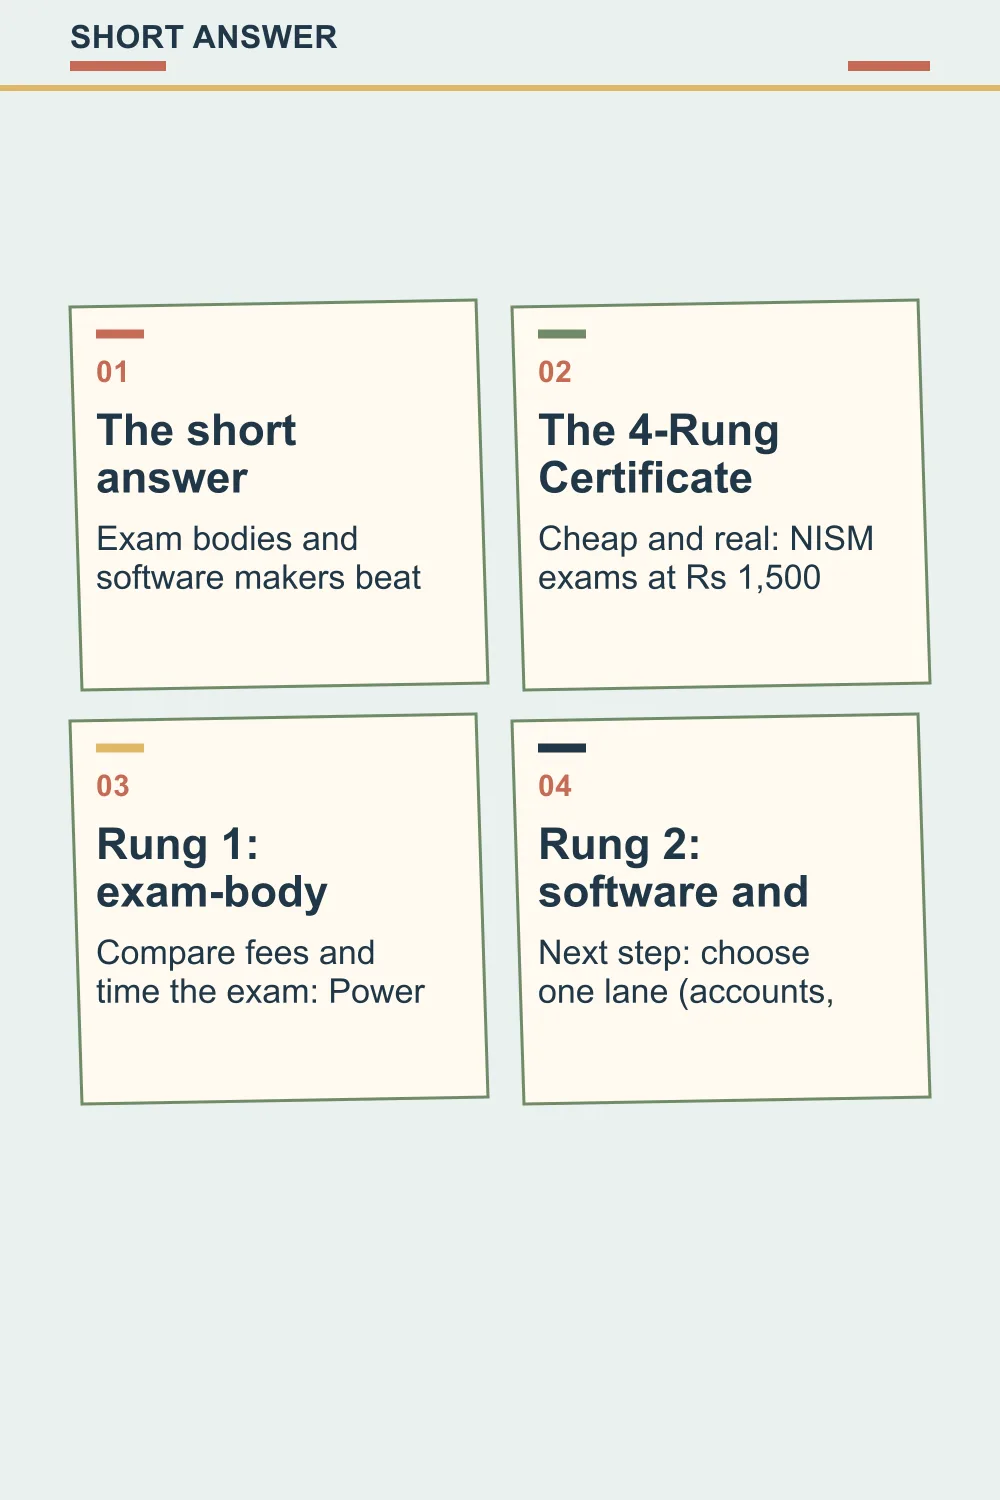 SHORT ANSWER
01
The short
answer
Exam bodies and
software makers beat
02
The 4-Rung
Certificate
Cheap and real: NISM
exams at Rs 1,500
03
Rung 1:
exam-body
Compare fees and
time the exam: Power
04
Rung 2:
software and
Next step: choose
one lane (accounts,